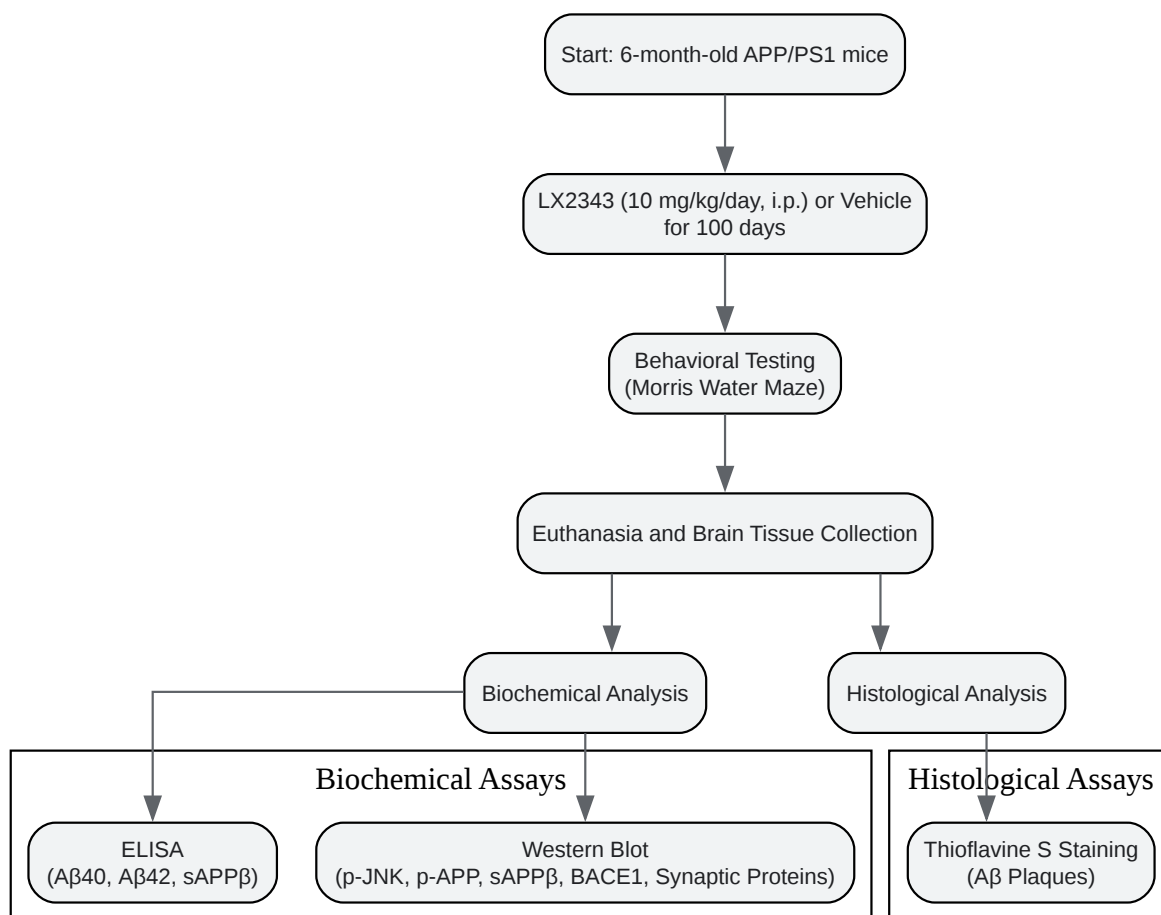 Start: 6-month-old APP/PS1 mice
LX2343 (10 mg/kg/day, i.p.) or Vehicle
for 100 days
Behavioral Testing
(Morris Water Maze)
Euthanasia and Brain Tissue Collection
Biochemical Analysis
Histological Analysis
Biochemical Assays
Histological Assays
ELISA
(Aβ40, Aβ42, sAPPβ)
Western Blot
(p-JNK, p-APP, sAPPβ, BACE1, Synaptic Proteins)
Thioflavine S Staining
(Aβ Plaques)